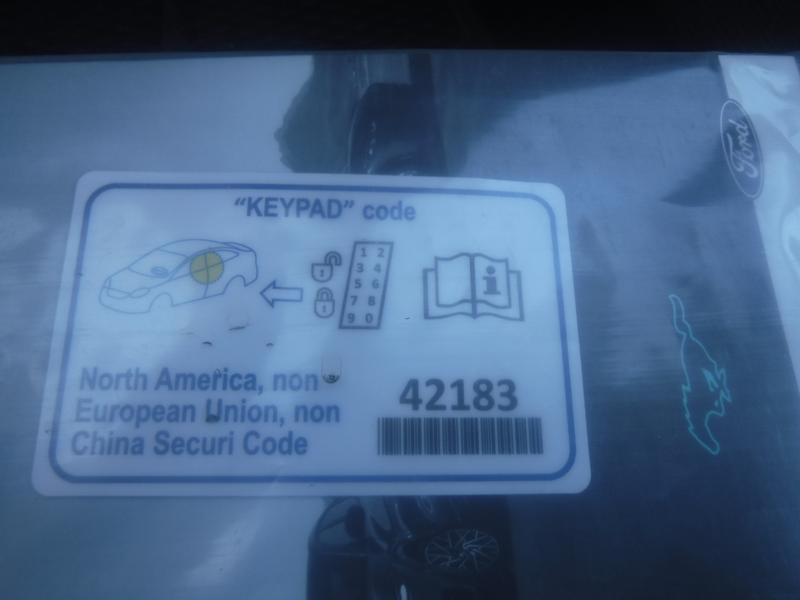 Ford
"KEYPAD" code
1 2
3 4
5 6
7 8
9 0
i
North America, non
European Union, non
China Securi Code
42183